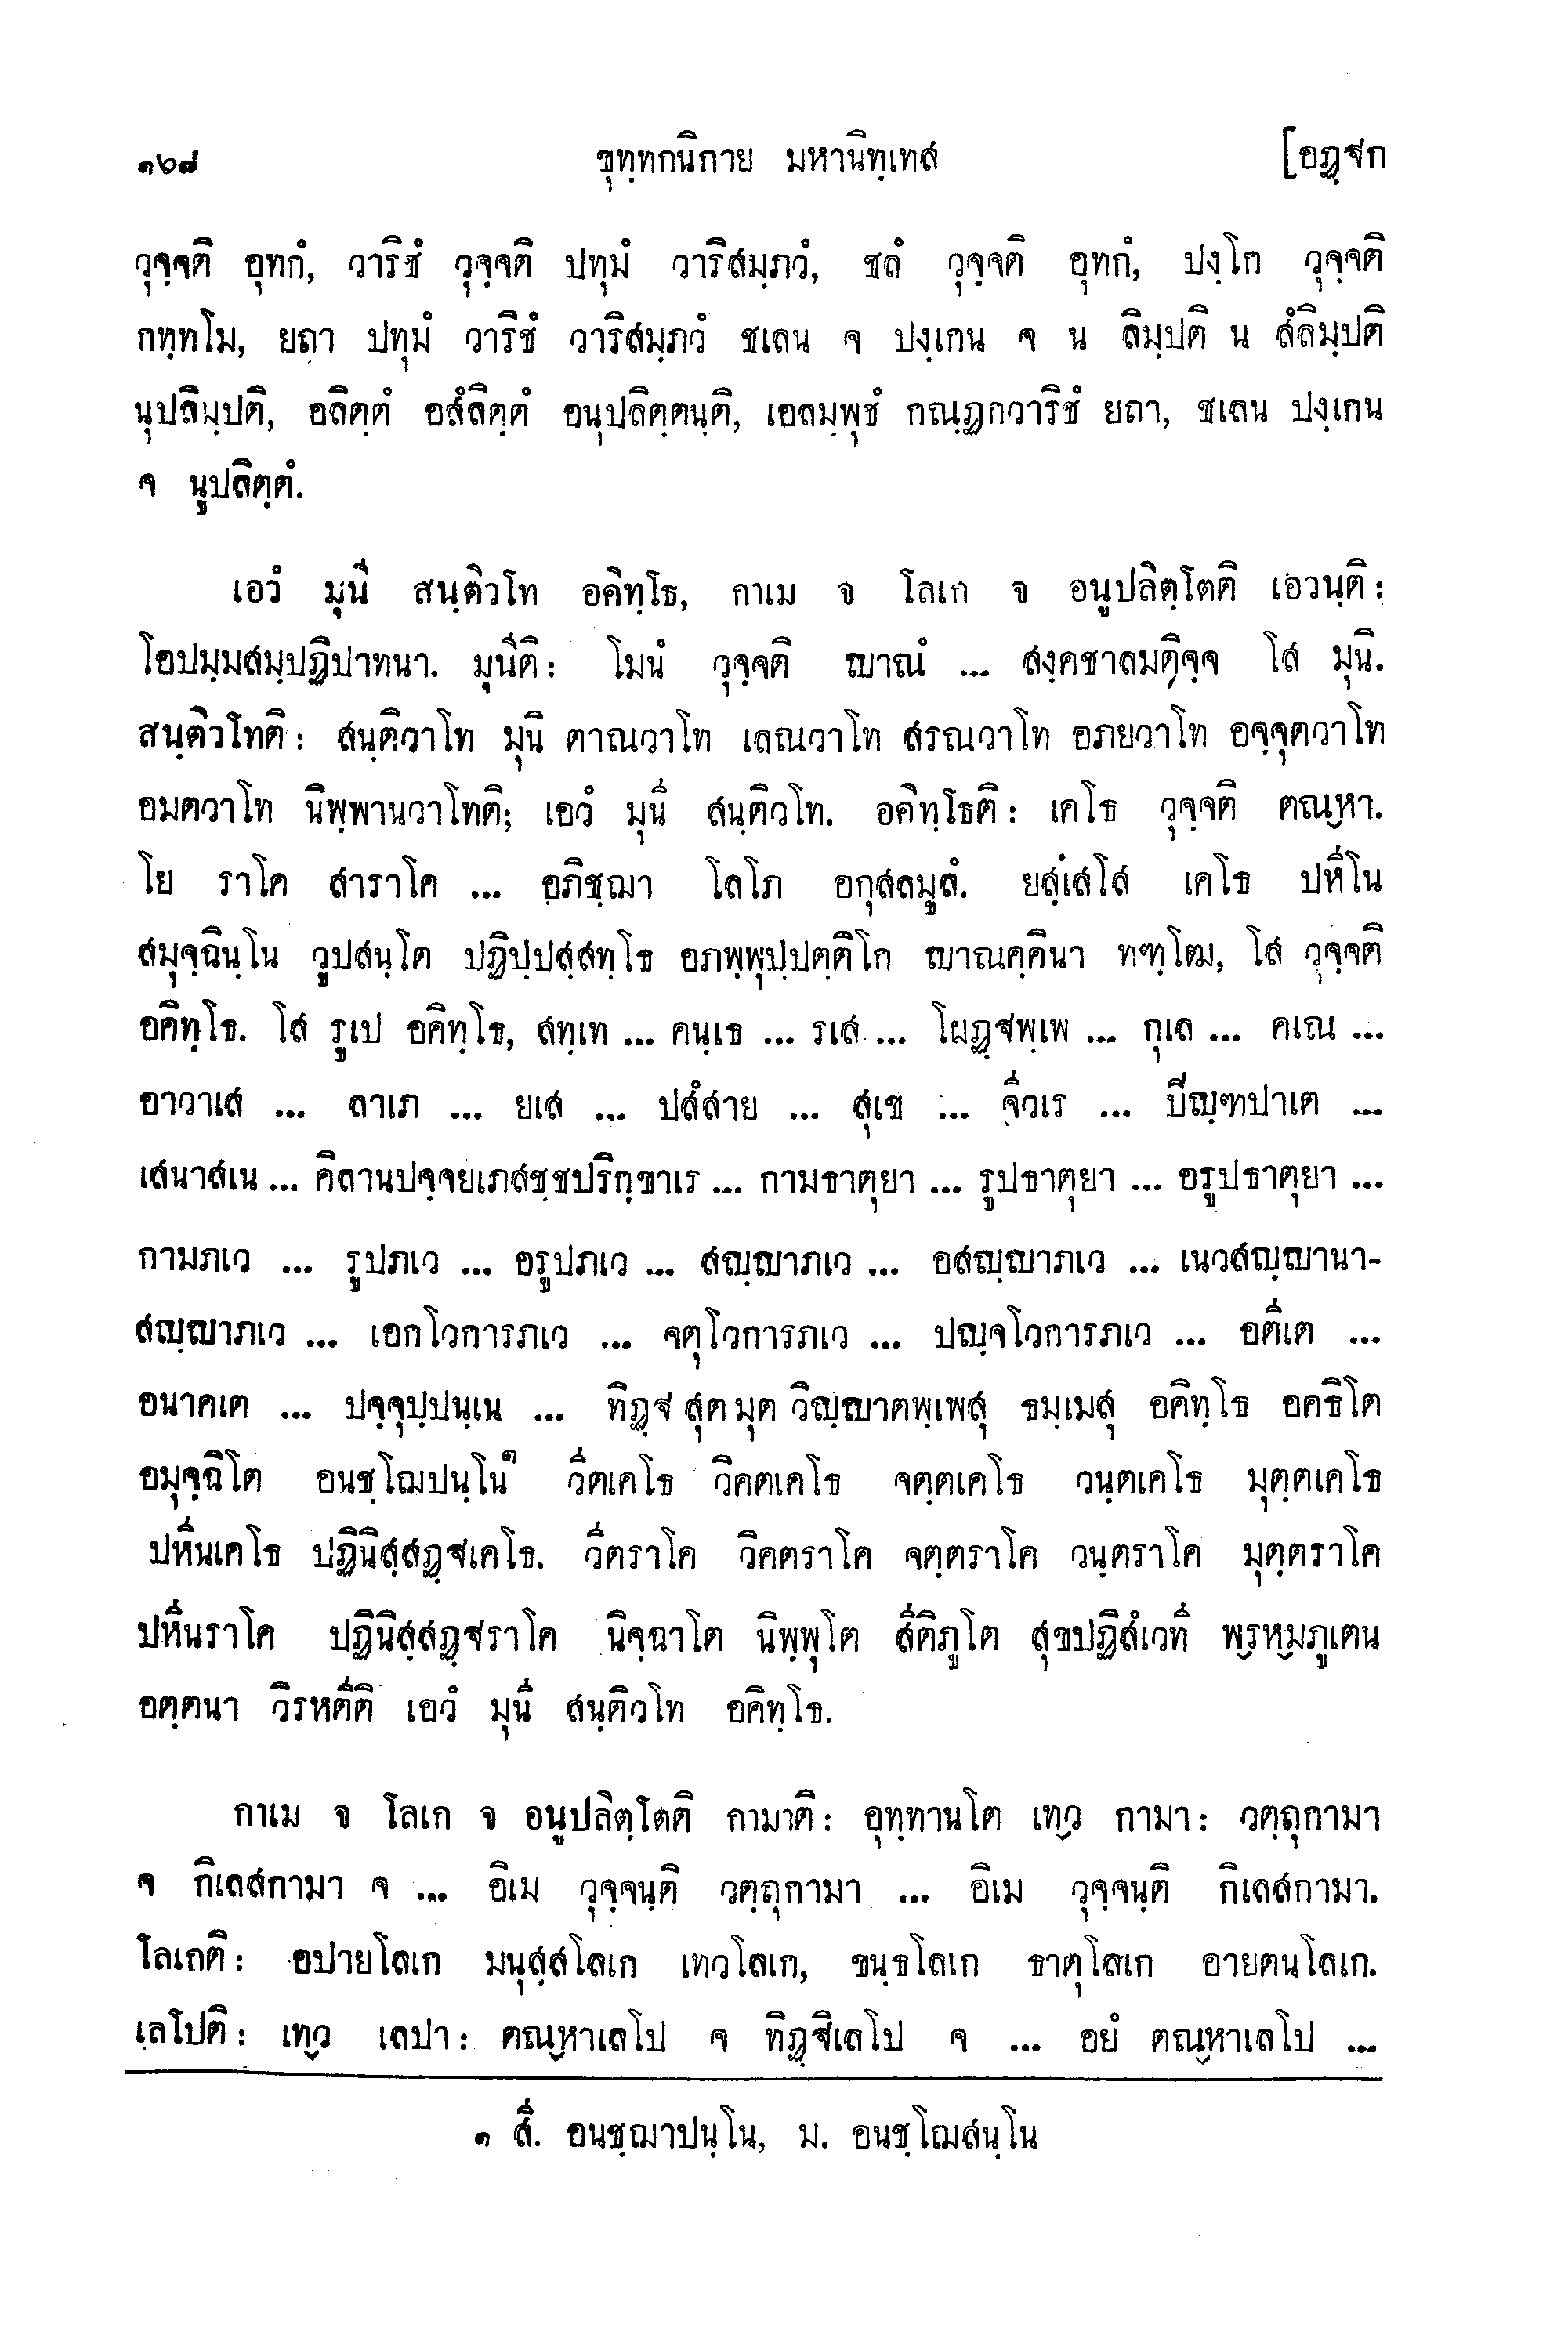 ๑๖๘ ขุทฺทกนิกาย มหานิทฺเทส [อฏฺฐก
วุจฺจติ อุทกํ, วาริชํ วุจฺจติ ปทุมํ วาริสมฺภวํ, ชลํ วุจฺจติ อุทกํ, ปงฺโก วุจฺจติ
กทฺทโม, ยถา ปทุมํ วาริชํ วาริสมฺภวํ ชเลน จ ปงฺเกน จ น ลิมฺปติ น สํลิมฺปติ
นุปลิมฺปติ, อลิตฺตํ อสํลิตฺตํ อนุปลิตฺตนฺติ, เอลมฺพุชํ กณฺฏกวาริชํ ยถา, ชเลน ปงฺเกน
จ นูปลิตฺตํ.
เอวํ มุนี สนฺติวโท อคิทฺโธ, กาเม จ โลเก จ อนูปลิตฺโตติ เอวนฺติ:
โอปมฺมสมฺปฏิปาทนา. มุนีติ: โมนํ วุจฺจติ ญาณํ ... สงฺคชาลมติจฺจ โส มุนิ.
สนฺติวโทติ: สนฺติวาโท มุนิ ตาณวาโท เลณวาโท สรณวาโท อภยวาโท อจฺจุตวาโท
อมตวาโท นิพฺพานวาโทติ; เอวํ มุนี สนฺติวโท. อคิทฺโธติ: เคโธ วุจฺจติ ตณฺหา.
โย ราโค สาราโค ... อภิชฺฌา โลโภ อกุสลมูลํ. ยสฺเสโส เคโธ ปหีโน
สมุจฺฉินฺโน วูปสนฺโต ปฏิปฺปสฺสทฺโธ อภพฺพุปฺปตฺติโก ญาณคฺคินา ทฑฺโฒ, โส วุจฺจติ
อคิทฺโธ. โส รูเป อคิทฺโธ, สทฺเท ... คนฺเธ ... รเส ... โผฏฺฐพฺเพ ... กุเล ... คเณ ...
อาวาเส ... ลาเภ ... ยเส ... ปสํสาย ... สุเข ... จีวเร ... ปิณฺฑปาเต ...
เสนาสเน ... คิลานปจฺจยเภสชฺชปริกฺขาเร ... กามธาตุยา ... รูปธาตุยา ... อรูปธาตุยา ...
กามภเว ... รูปภเว ... อรูปภเว ... สญฺญาภเว ... อสญฺญาภเว ... เนวสญฺญานา-
สญฺญาภเว ... เอกโวการภเว ... จตุโวการภเว ... ปญฺจโวการภเว ... อตีเต ...
อนาคเต ... ปจฺจุปฺปนฺเน ... ทิฏฺฐ สุต มุต วิญฺญาตพฺเพสุ ธมฺเมสุ อคิทฺโธ อคธิโต
อมุจฺฉิโต อนชฺโฌปนฺโน๑ วีตเคโธ วิคตเคโธ จตฺตเคโธ วนฺตเคโธ มุตฺตเคโธ
ปหีนเคโธ ปฏินิสฺสฏฺฐเคโธ. วีตราโค วิคตราโค จตฺตราโค วนฺตราโค มุตฺตราโค
ปหีนราโค ปฏินิสฺสฏฺฐราโค นิจฺฉาโต นิพฺพุโต สีติภูโต สุขปฏิสํเวที พฺรหฺมภูเตน
อตฺตนา วิรหตีติ เอวํ มุนี สนฺติวโท อคิทฺโธ.
กาเม จ โลเก จ อนูปลิตฺโตติ กามาติ: อุทฺทานโต เทฺว กามา: วตฺถุกามา
จ กิเลสกามา จ ... อิเม วุจฺจนฺติ วตฺถุกามา ... อิเม วุจฺจนฺติ กิเลสกามา.
โลเกติ: อปายโลเก มนุสฺสโลเก เทวโลเก, ขนฺธโลเก ธาตุโลเก อายตนโลเก.
เลโปติ: เทฺว เลปา: ตณฺหาเลโป จ ทิฏฺฐิเลโป จ ... อยํ ตณฺหาเลโป ...
๑ สี. อนชฺฌาปนฺโน, ม. อนชฺโฌสนฺโน